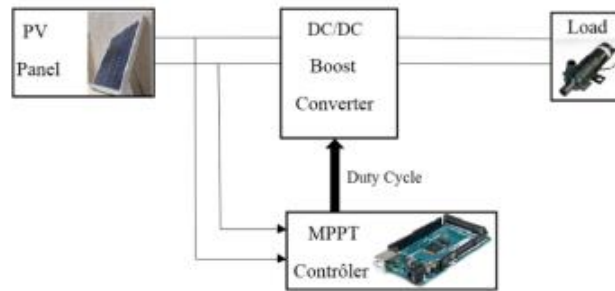 PV
Panel
DC/DC
Boost
Converter
Load
Duty Cycle
MPPT
Contrôler